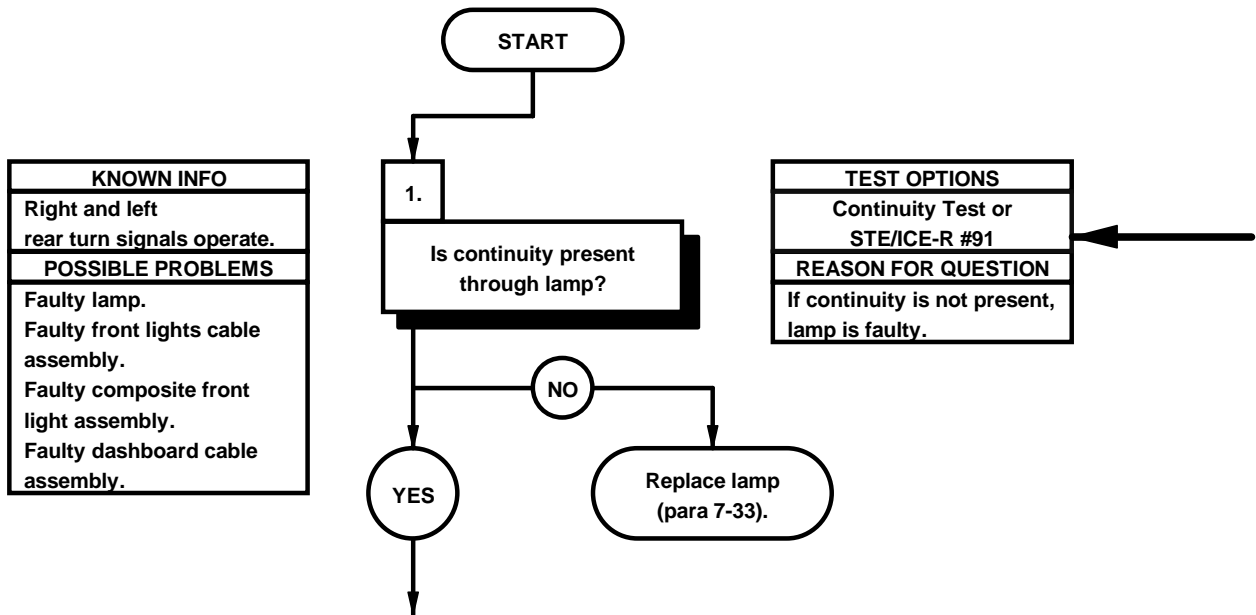 START
KNOWN INFO
Right and left
rear turn signals operate.
POSSIBLE PROBLEMS
Faulty lamp.
Faulty front lights cable
assembly.
Faulty composite front
light assembly.
Faulty dashboard cable
assembly.
1.
Is continuity present
through lamp?
TEST OPTIONS
Continuity Test or
STE/ICE-R #91
REASON FOR QUESTION
If continuity is not present,
lamp is faulty.
NO
YES
Replace lamp
(para 7-33).